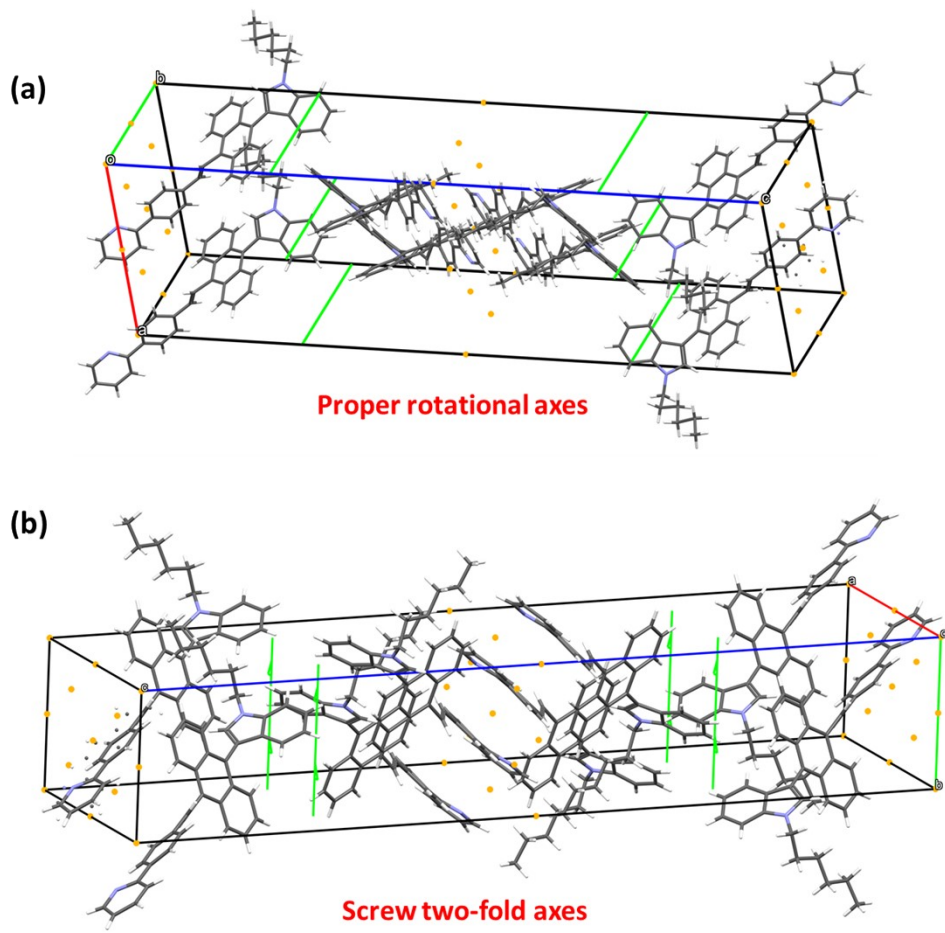 (a)
b
o
c
a
Proper rotational axes
(b)
a
c
b
Screw two-fold axes